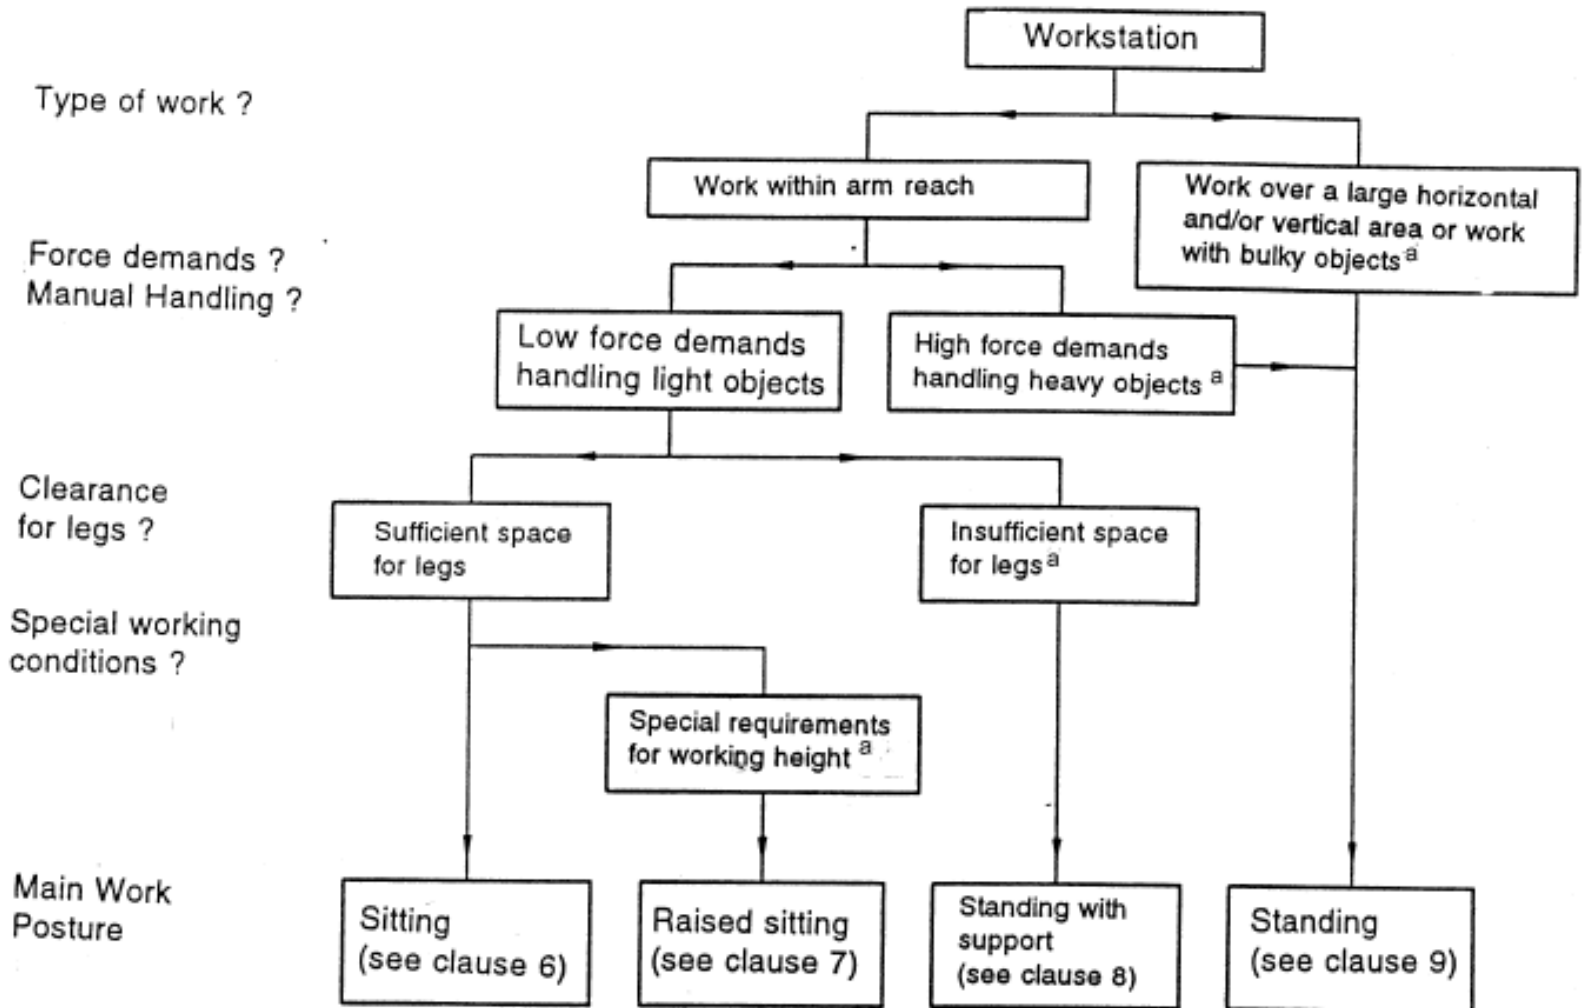 Workstation
Type of work ?
Work within arm reach
Work over a large horizontal
and/or vertical area or work
with bulky objects a
Force demands ?
Manual Handling ?
Low force demands
handling light objects
High force demands
handling heavy objects a
Clearance
for legs ?
Sufficient space
for legs
Insufficient space
for legs a
Special working
conditions ?
Special requirements
for working height a
Main Work
Posture
Sitting
(see clause 6)
Raised sitting
(see clause 7)
Standing with
support
(see clause 8)
Standing
(see clause 9)